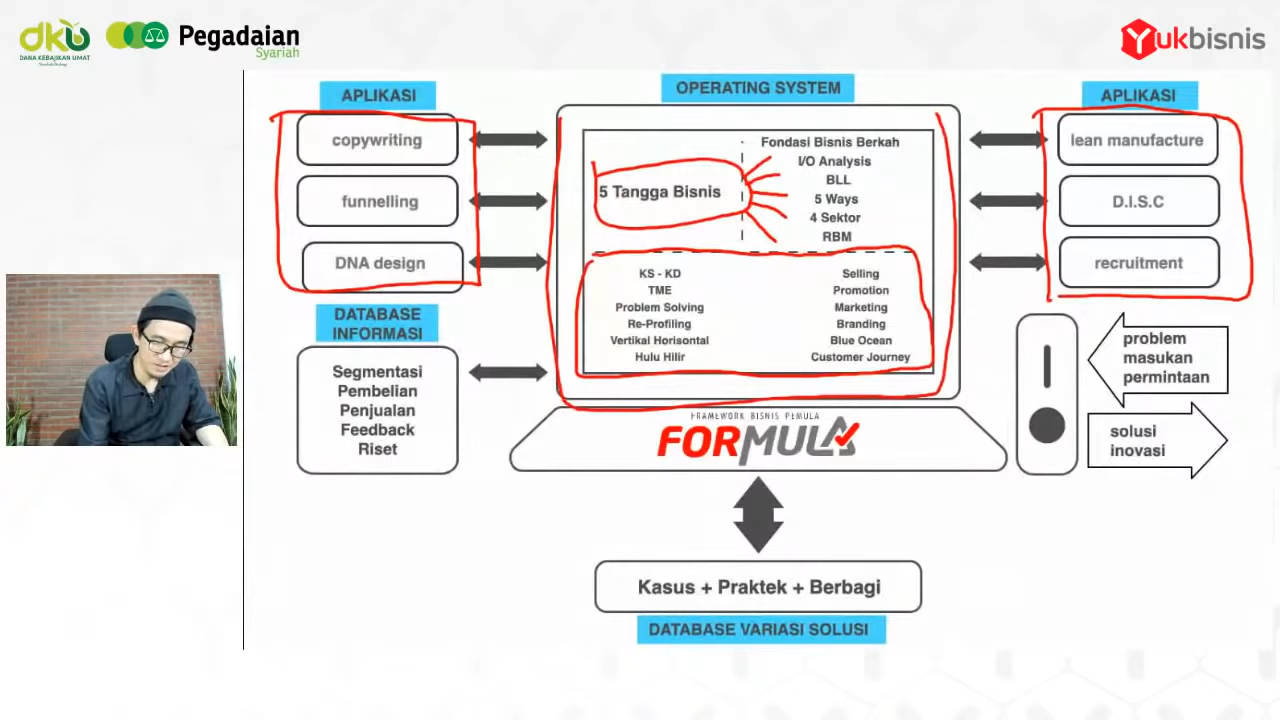 dku
DANA KEBAJIKAN UMAT
Pegadaian
Syariah
Yukbisnis
APLIKASI
copywriting
funnelling
DNA design
DATABASE
INFORMASI
Segmentasi
Pembelian
Penjualan
Feedback
Riset
OPERATING SYSTEM
5 Tangga Bisnis
Fondasi Bisnis Berkah
I/O Analysis
BLL
5 Ways
4 Sektor
RBM
KS - KD
TME
Problem Solving
Re-Profiling
Vertikal Horisontal
Hulu Hilir
Selling
Promotion
Marketing
Branding
Blue Ocean
Customer Journey
FRAMEWORK BISNIS PEMULA
FORMULA
APLIKASI
lean manufacture
D.I.S.C
recruitment
problem
masukan
permintaan
solusi
inovasi
Kasus + Praktek + Berbagi
DATABASE VARIASI SOLUSI